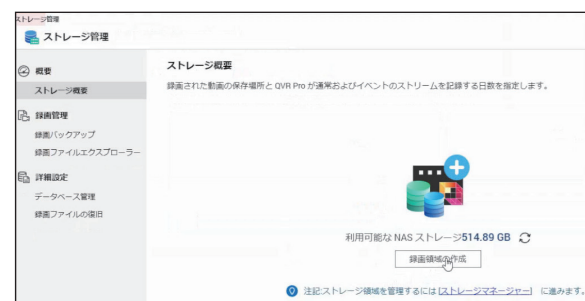 ストレージ管理
ストレージ管理
概要
ストレージ概要
録画管理
録画バックアップ
録画ファイルエクスプローラー
詳細設定
データベース管理
録画ファイルの復旧
ストレージ概要
録画された動画の保存場所と QVR Pro が通常およびイベントのストリームを記録する日数を指定します。
利用可能な NAS ストレージ514.89 GB
録画領域の作成
注記:ストレージ領域を管理するには [ストレージマネージャー] に進みます。